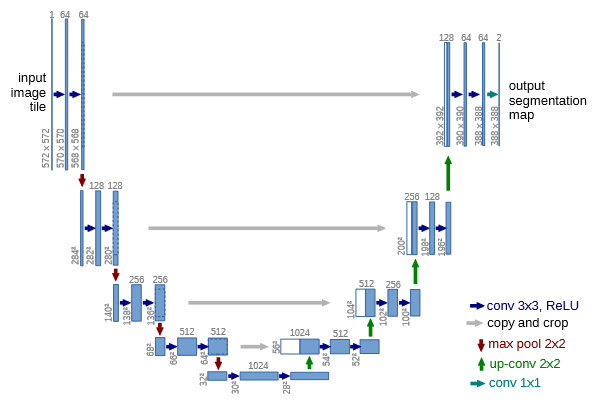 1 64 64
input
image
tile
572 x 572
570 x 570
568 x 568
128 64 64 2
392 x 392
390 x 390
388 x 388
388 x 388
output
segmentation
map
128 128
284²
282²
280²
256 128
200²
198²
196²
256 256
140²
138²
136²
512 256
104²
102²
100²
512 512
68²
66²
64²
1024 512
56²
54²
52²
1024
32²
30²
28²
conv 3x3, ReLU
copy and crop
max pool 2x2
up-conv 2x2
conv 1x1